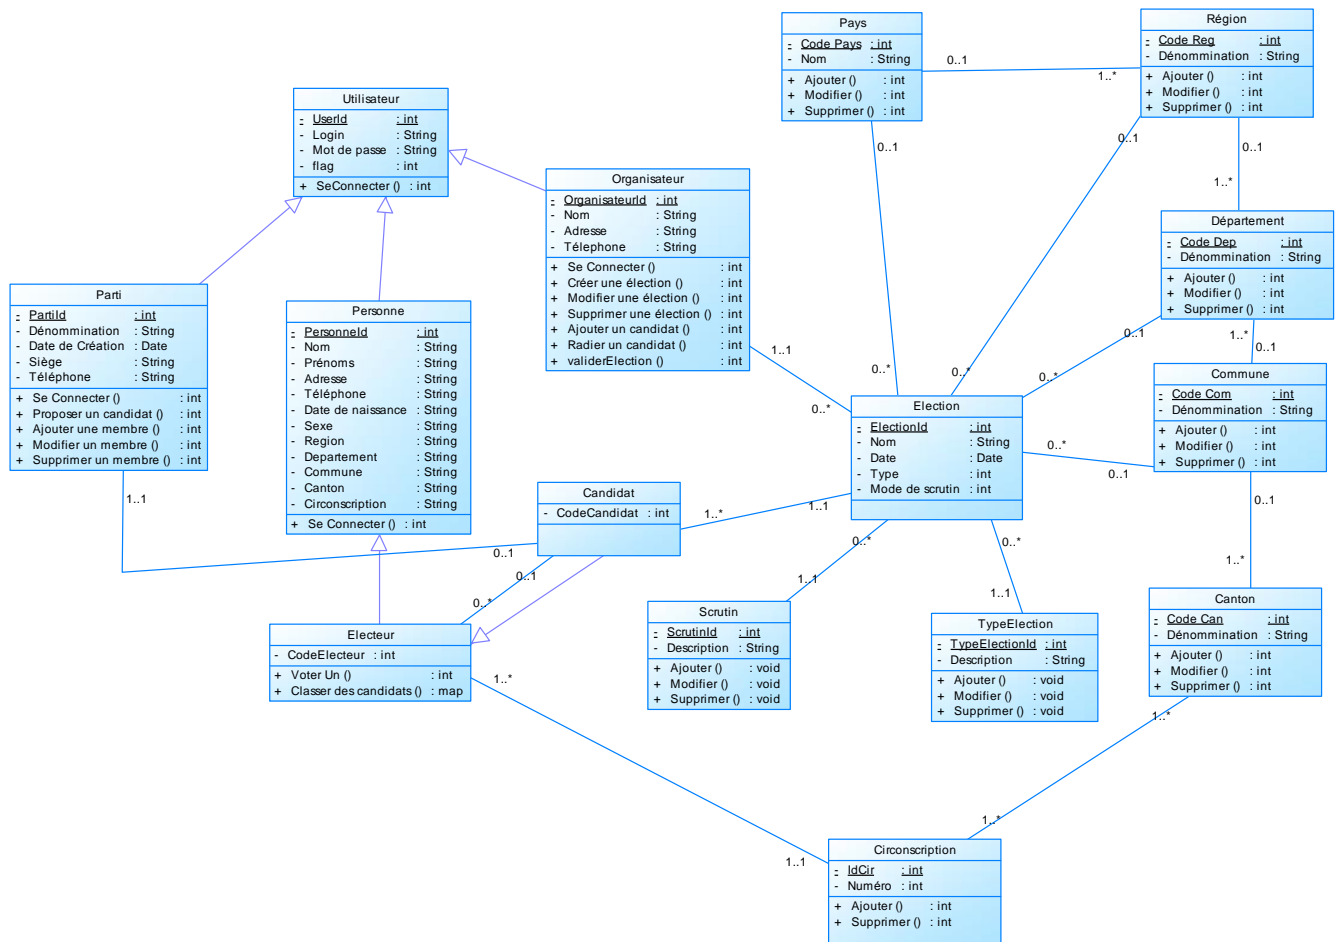 Pays
- Code Pays : int
- Nom : String
+ Ajouter () : int
+ Modifier () : int
+ Supprimer () : int
Région
- Code Reg : int
- Dénommination : String
+ Ajouter () : int
+ Modifier () : int
+ Supprimer () : int
0..1
1..*
0..1
0..1
0..1
1..*
Utilisateur
- UserId : int
- Login : String
- Mot de passe : String
- flag : int
+ SeConnecter () : int
Organisateur
- OrganisateurId : int
- Nom : String
- Adresse : String
- Télephone : String
+ Se Connecter () : int
+ Créer une élection () : int
+ Modifier une élection () : int
+ Supprimer une élection () : int
+ Ajouter un candidat () : int
+ Radier un candidat () : int
+ validerElection () : int
Département
- Code Dep : int
- Dénommination : String
+ Ajouter () : int
+ Modifier () : int
+ Supprimer () : int
Parti
- PartiId : int
- Dénommination : String
- Date de Création : Date
- Siège : String
- Téléphone : String
+ Se Connecter () : int
+ Proposer un candidat () : int
+ Ajouter une membre () : int
+ Modifier un membre () : int
+ Supprimer un membre () : int
Personne
- PersonneId : int
- Nom : String
- Prénoms : String
- Adresse : String
- Téléphone : String
- Date de naissance : String
- Sexe : String
- Region : String
- Departement : String
- Commune : String
- Canton : String
- Circonscription : String
+ Se Connecter () : int
1..1
0..*
0..*
0..*
0..1
0..*
1..*
0..1
Commune
- Code Com : int
- Dénommination : String
+ Ajouter () : int
+ Modifier () : int
+ Supprimer () : int
Election
- ElectionId : int
- Nom : String
- Date : Date
- Type : int
- Mode de scrutin : int
0..*
0..1
0..1
1..*
1..1
0..1
Candidat
- CodeCandidat : int
1..*
1..1
0..1
0..*
0..*
1..1
0..*
1..1
Electeur
- CodeElecteur : int
+ Voter Un () : int
+ Classer des candidats () : map
Scrutin
- ScrutinId : int
- Description : String
+ Ajouter () : void
+ Modifier () : void
+ Supprimer () : void
TypeElection
- TypeElectionId : int
- Description : String
+ Ajouter () : void
+ Modifier () : void
+ Supprimer () : void
Canton
- Code Can : int
- Dénommination : String
+ Ajouter () : int
+ Modifier () : int
+ Supprimer () : int
1..*
1..1
1..*
1..*
Circonscription
- IdCir : int
- Numéro : int
+ Ajouter () : int
+ Supprimer () : int